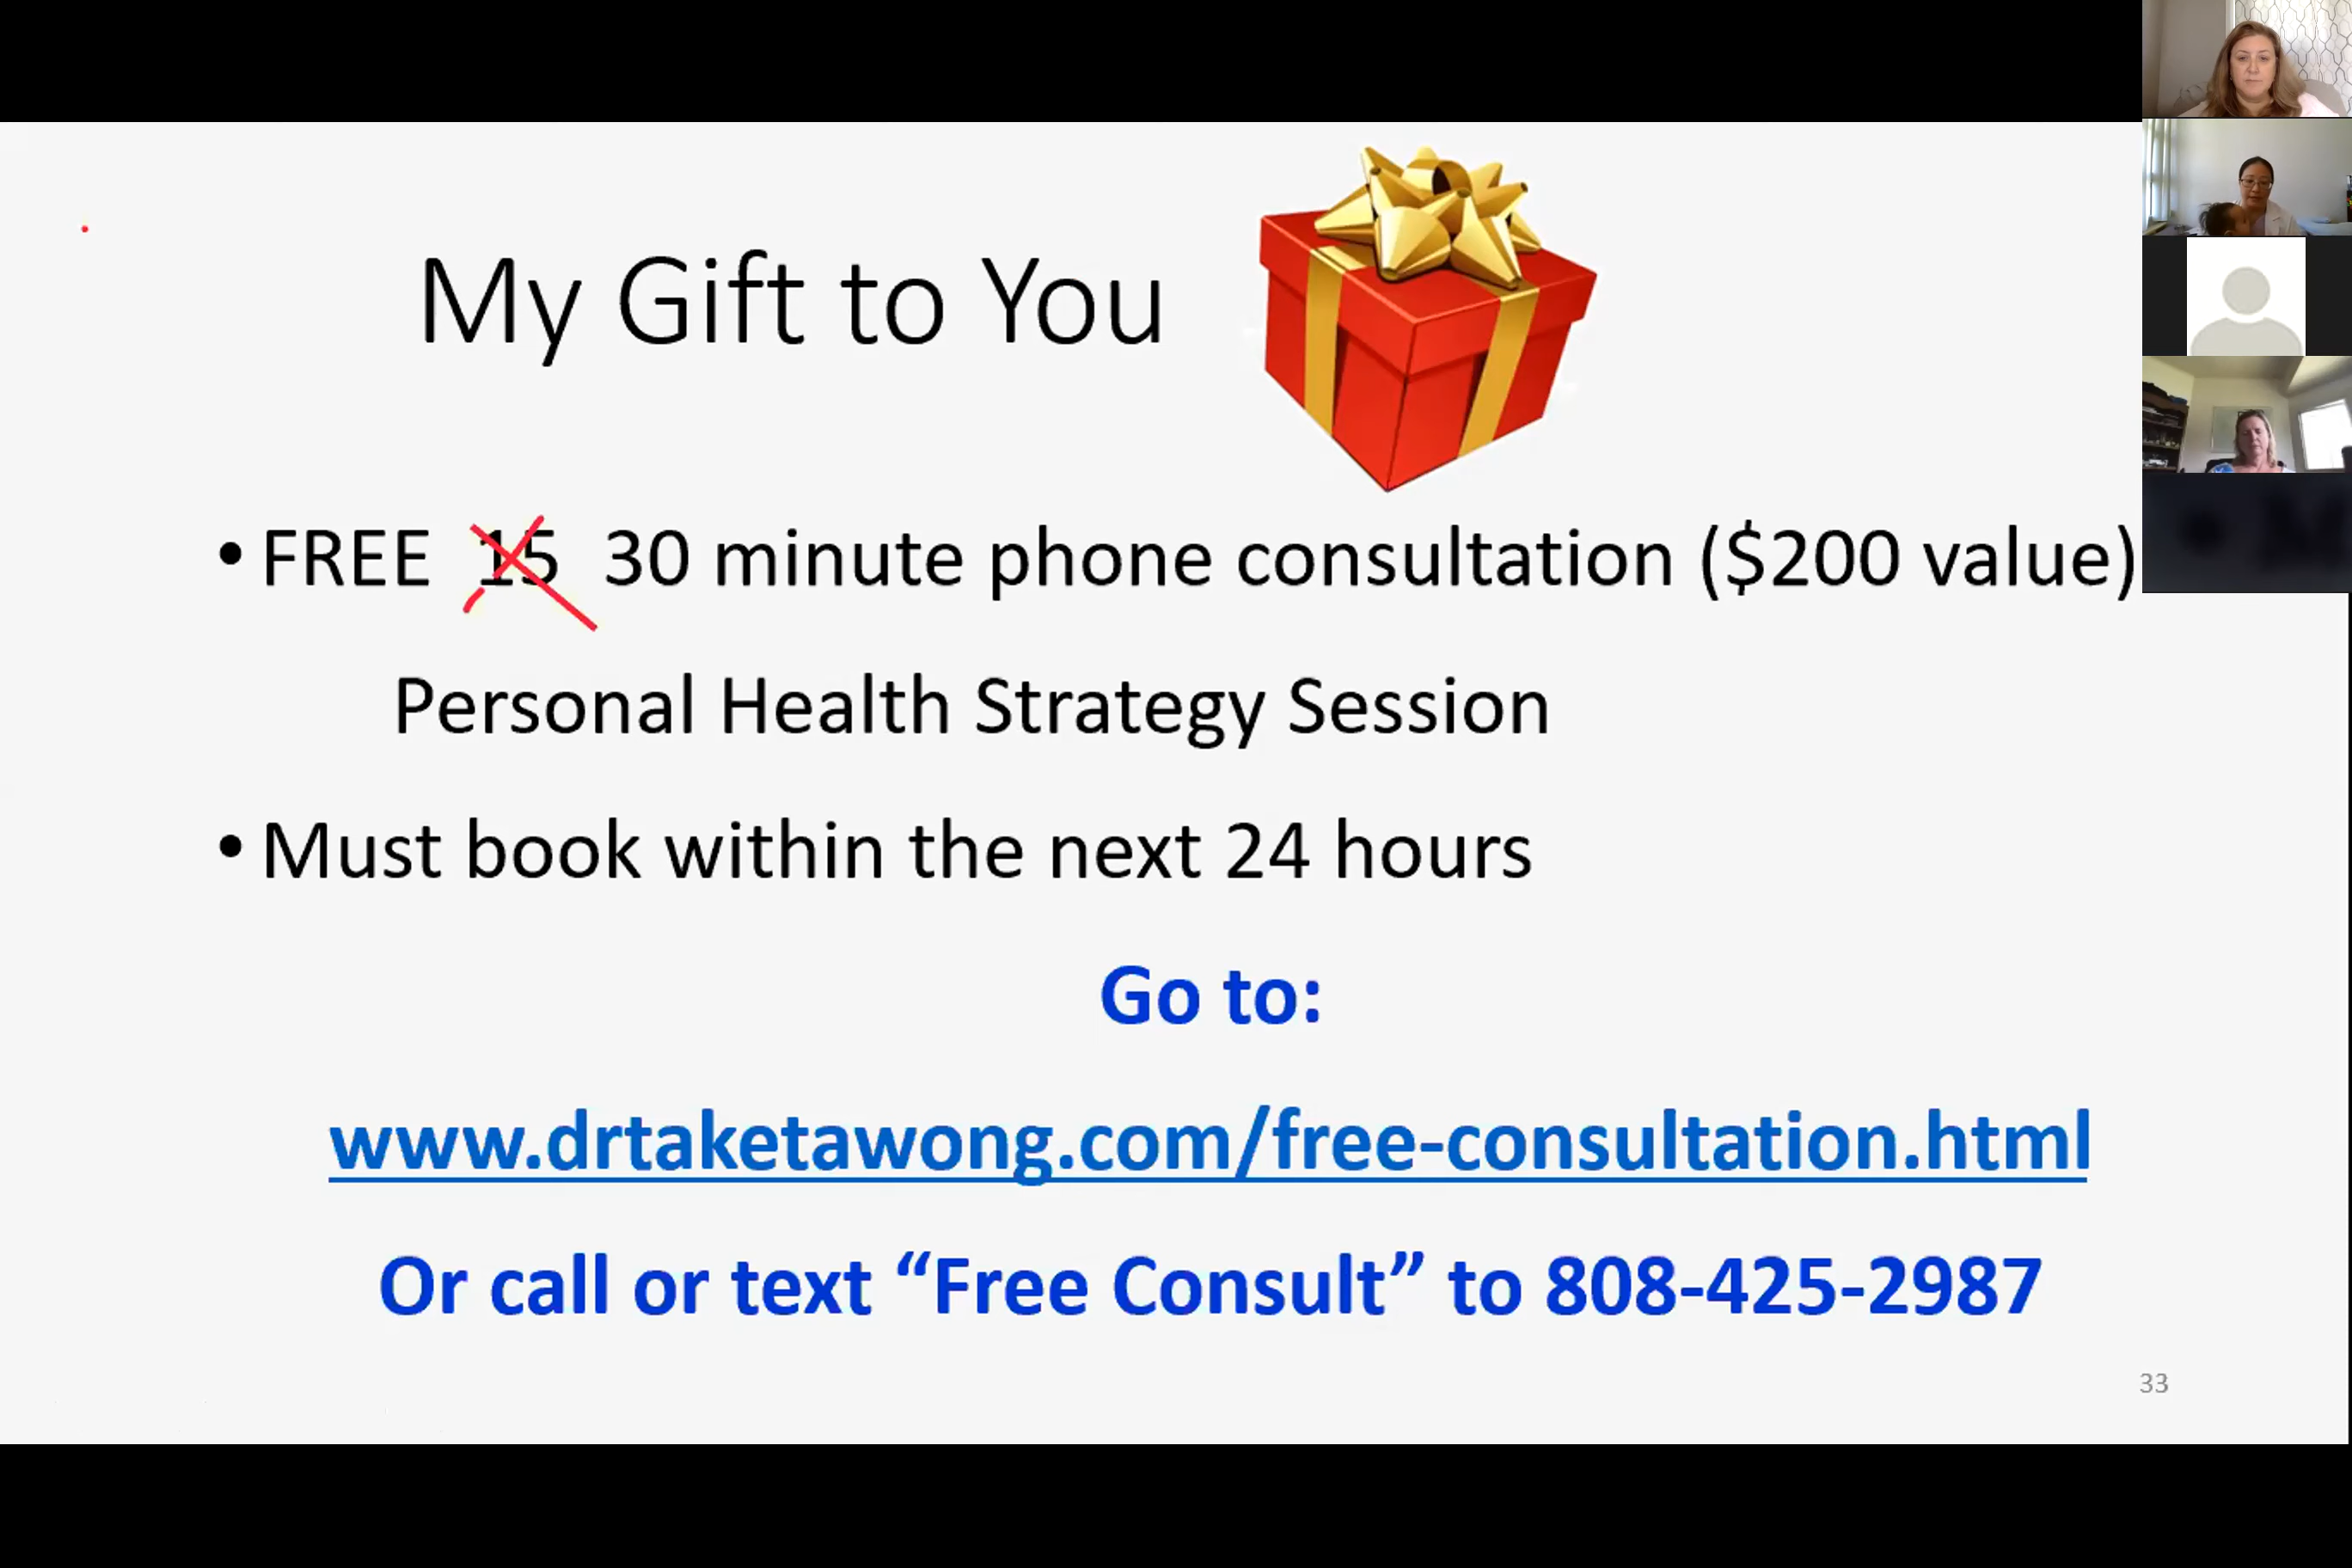 My Gift to You
• FREE 15 30 minute phone consultation ($200 value)
Personal Health Strategy Session
• Must book within the next 24 hours
Go to:
www.drtaketawong.com/free-consultation.html
Or call or text “Free Consult” to 808-425-2987
33